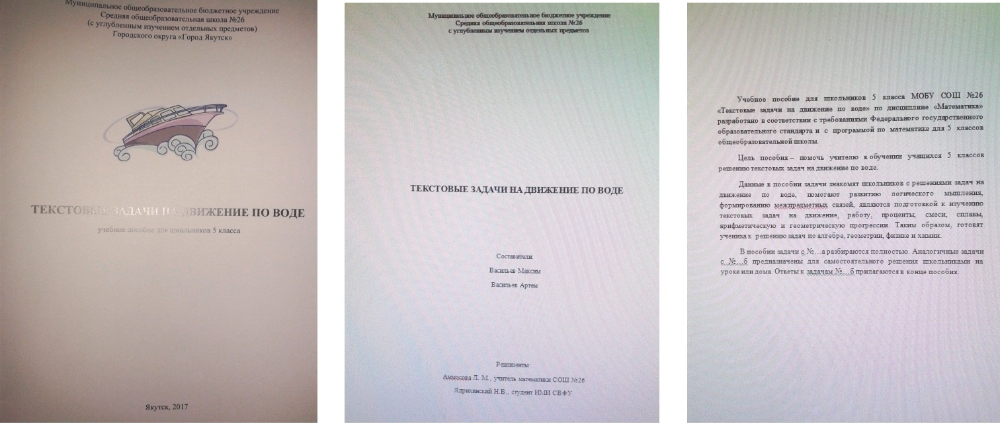 Муниципальное общеобразовательное бюджетное учреждение
Средняя общеобразовательная школа №26
(с углубленным изучением отдельных предметов)
Городского округа «Город Якутск»
ТЕКСТОВЫЕ ЗАДАЧИ НА ДВИЖЕНИЕ ПО ВОДЕ
учебное пособие для школьников 5 класса
Якутск, 2017
Муниципальное общеобразовательное бюджетное учреждение
Средняя общеобразовательная школа №26
с углубленным изучением отдельных предметов
ТЕКСТОВЫЕ ЗАДАЧИ НА ДВИЖЕНИЕ ПО ВОДЕ
Составители:
Васильев Максим
Васильев Артем
Рецензенты:
Аммосова Л. М., учитель математики СОШ №26
Ядрихинский Н.В., студент ИМИ СВФУ
Учебное пособие для школьников 5 класса МОБУ СОШ №26
«Текстовые задачи на движение по воде» по дисциплине «Математика»
разработано в соответствии с требованиями Федерального государственного
образовательного стандарта и с программой по математике для 5 классов
общеобразовательной школы.
Цель пособия – помочь учителю в обучении учащихся 5 классов
решению текстовых задач на движение по воде.
Данные в пособии задачи знакомят школьников с решениями задач на
движение по воде, помогают развитию логического мышления,
формированию межпредметных связей, являются подготовкой к изучению
текстовых задач на движение, работу, проценты, смеси, сплавы,
арифметическую и геометрическую прогрессии. Таким образом, готовят
ученика к решению задач по алгебре, геометрии, физике и химии.
В пособии задачи с №…а разбираются полностью. Аналогичные задачи
с №…б предназначены для самостоятельного решения школьниками на
уроке или дома. Ответы к задачам №…б прилагаются в конце пособия.